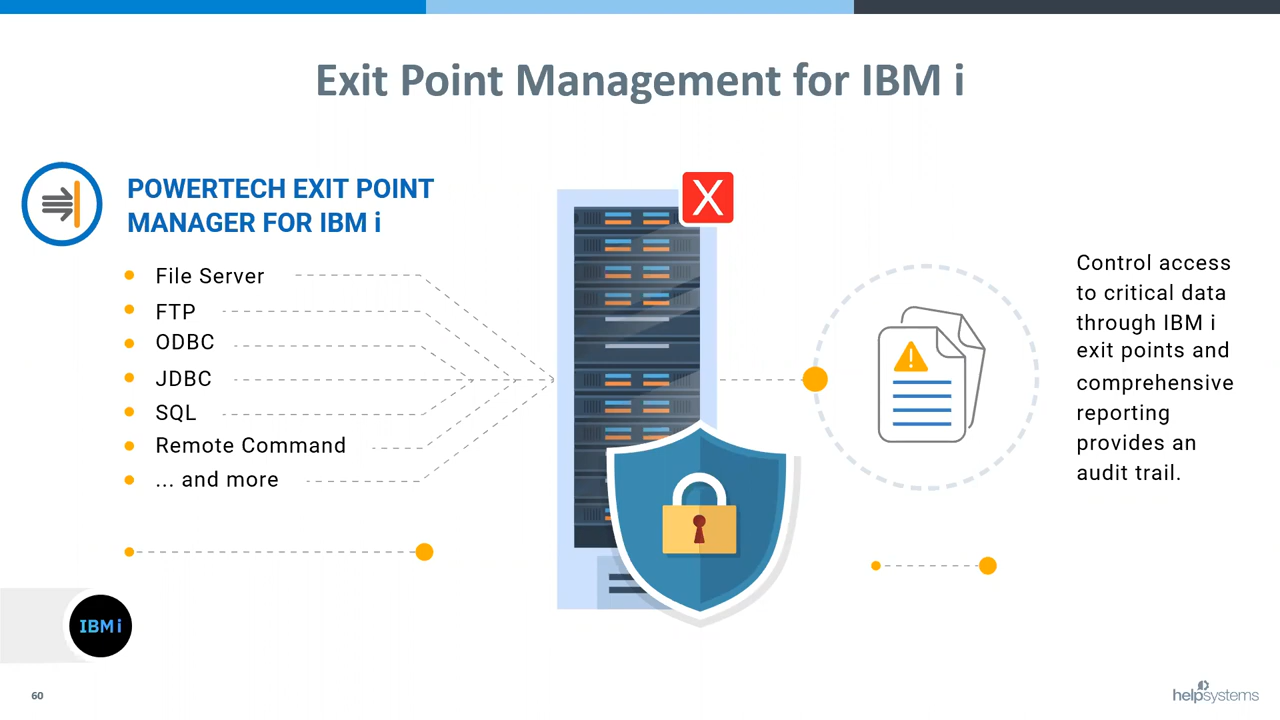 Exit Point Management for IBM i
POWERTECH EXIT POINT
MANAGER FOR IBM i
File Server
FTP
ODBC
JDBC
SQL
Remote Command
... and more
X
Control access
to critical data
through IBM i
exit points and
comprehensive
reporting
provides an
audit trail.
IBM i
60
helpsystems